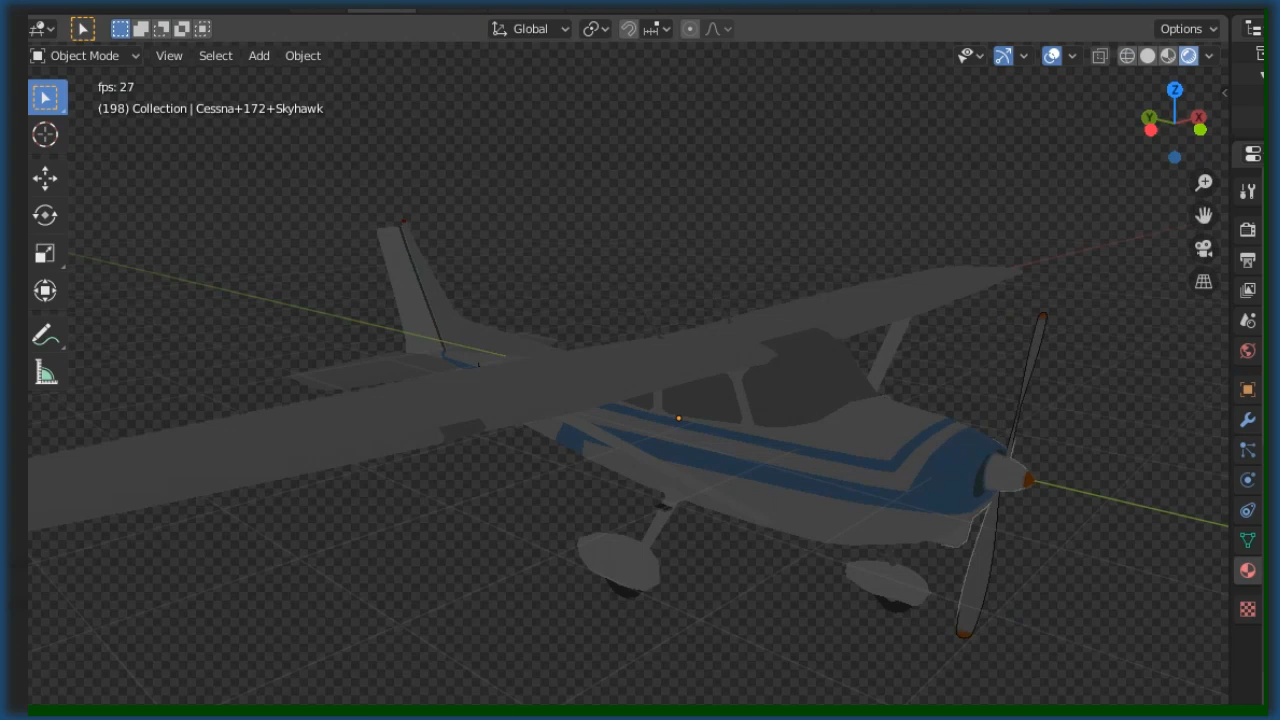 Global
Options
Object Mode View Select Add Object
fps: 27
(198) Collection | Cessna+172+Skyhawk
Z
Y
X